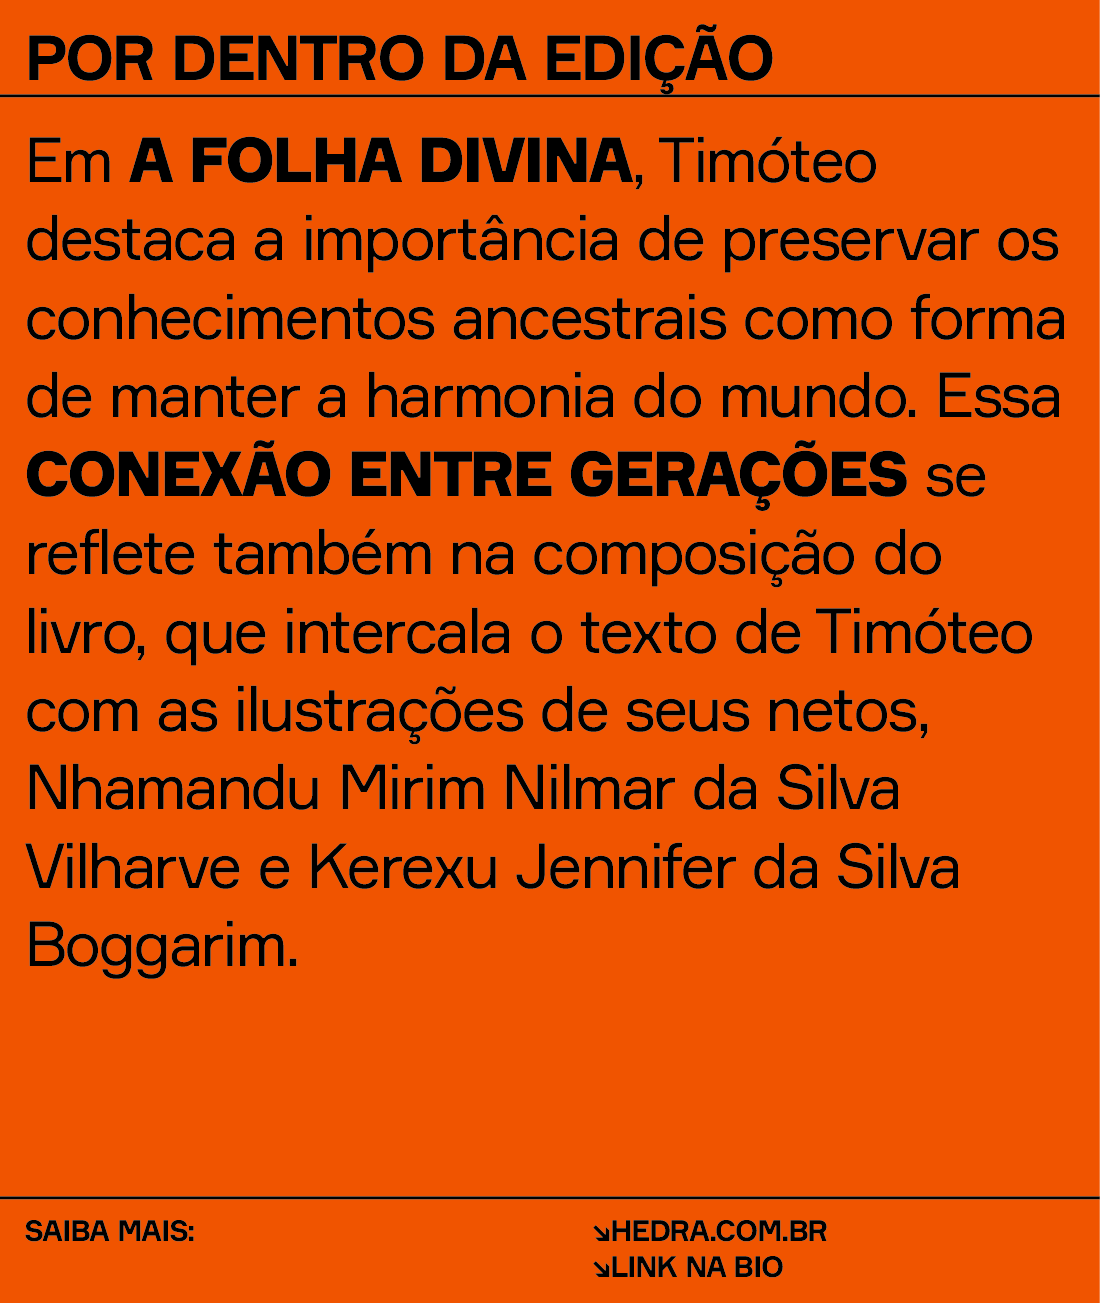 POR DENTRO DA EDIÇÃO
Em A FOLHA DIVINA, Timóteo
destaca a importância de preservar os
conhecimentos ancestrais como forma
de manter a harmonia do mundo. Essa
CONEXÃO ENTRE GERAÇÕES se
reflete também na composição do
livro, que intercala o texto de Timóteo
com as ilustrações de seus netos,
Nhamandu Mirim Nilmar da Silva
Vilharve e Kerexu Jennifer da Silva
Boggarim.
SAIBA MAIS:
↘HEDRA.COM.BR
↘LINK NA BIO